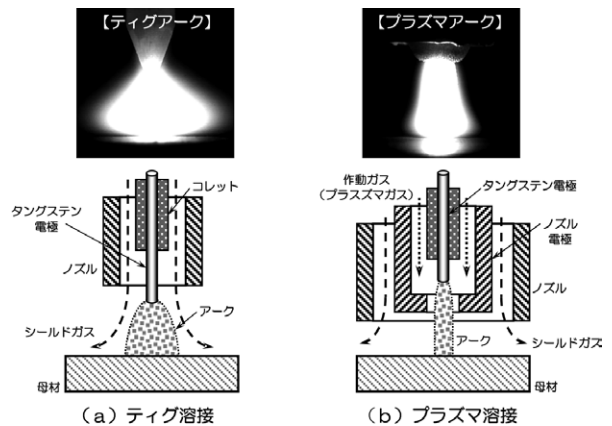 【ティグアーク】
【プラズマアーク】
コレット
タングステン
電極
ノズル
アーク
シールドガス
母材
(a)ティグ溶接
作動ガス
(プラスズマガス)
タングステン電極
ノズル
電極
ノズル
アーク
シールドガス
母材
(b)プラズマ溶接